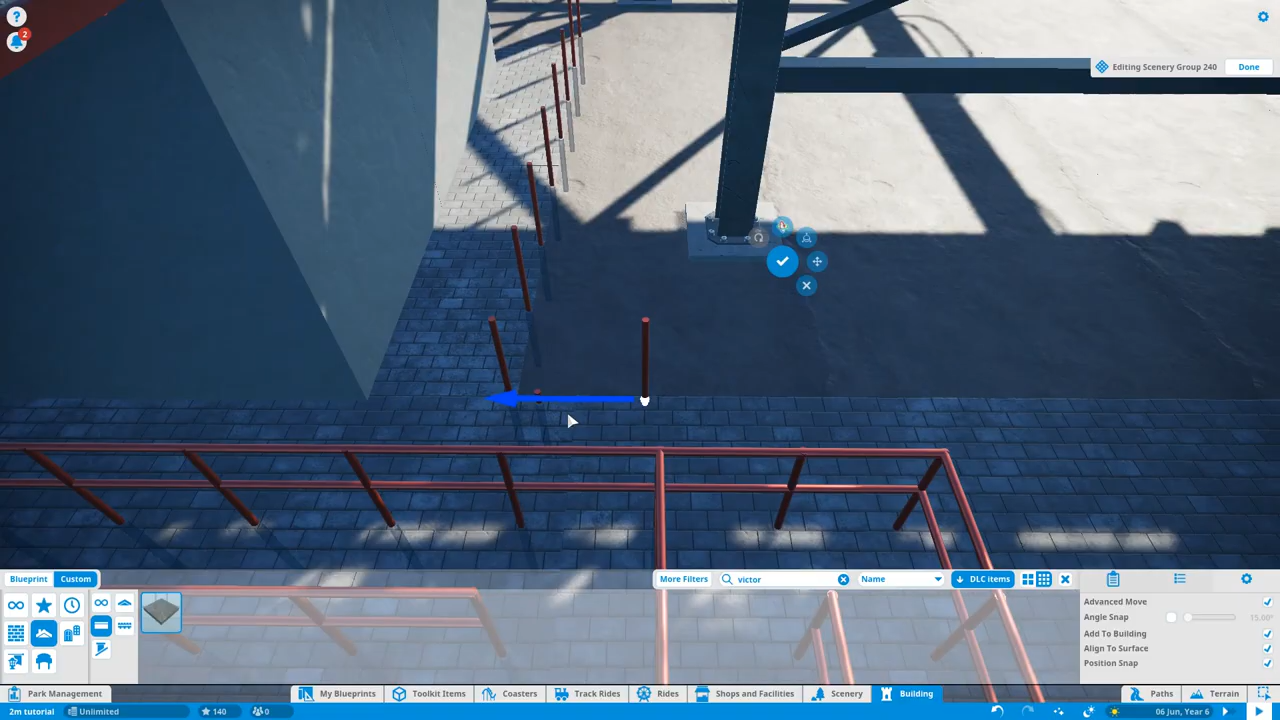 ?
2
Editing Scenery Group 240
Done
Blueprint
Custom
More Filters
victor
Name
DLC items
Advanced Move
Angle Snap
15.00°
Add To Building
Align To Surface
Position Snap
Park Management
My Blueprints
Toolkit Items
Coasters
Track Rides
Rides
Shops and Facilities
Scenery
Building
Paths
Terrain
2m tutorial
Unlimited
140
0
06 Jun, Year 6